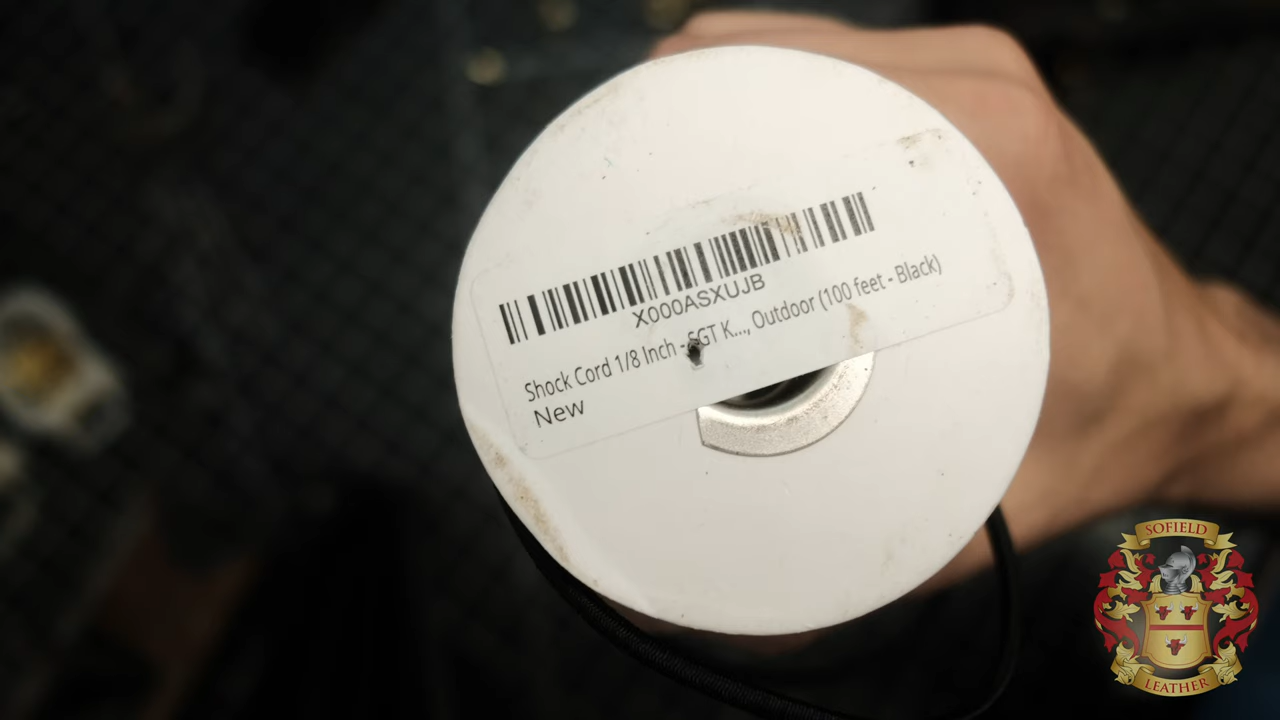 X000ASXUJB
Shock Cord 1/8 Inch - SGT K..., Outdoor (100 feet - Black)
New
SOFIELD
LEATHER